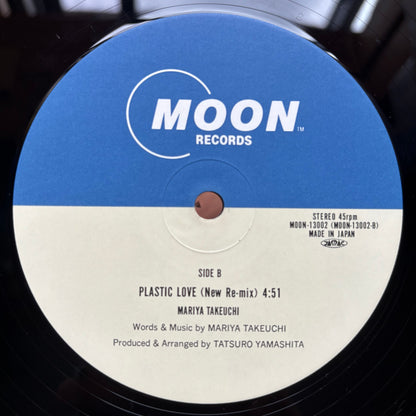 MOON
TM
RECORDS
STEREO 45rpm
MOON-13002 (MOON-13002-B)
MADE IN JAPAN
SIDE B
PLASTIC LOVE (New Re-mix) 4:51
MARIYA TAKEUCHI
Words & Music by MARIYA TAKEUCHI
Produced & Arranged by TATSURO YAMASHITA